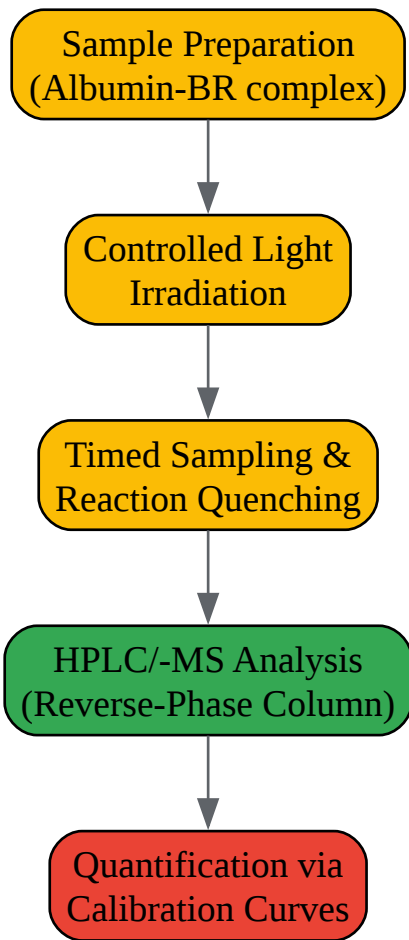 Sample Preparation
(Albumin-BR complex)
Controlled Light
Irradiation
Timed Sampling &
Reaction Quenching
HPLC/-MS Analysis
(Reverse-Phase Column)
Quantification via
Calibration Curves